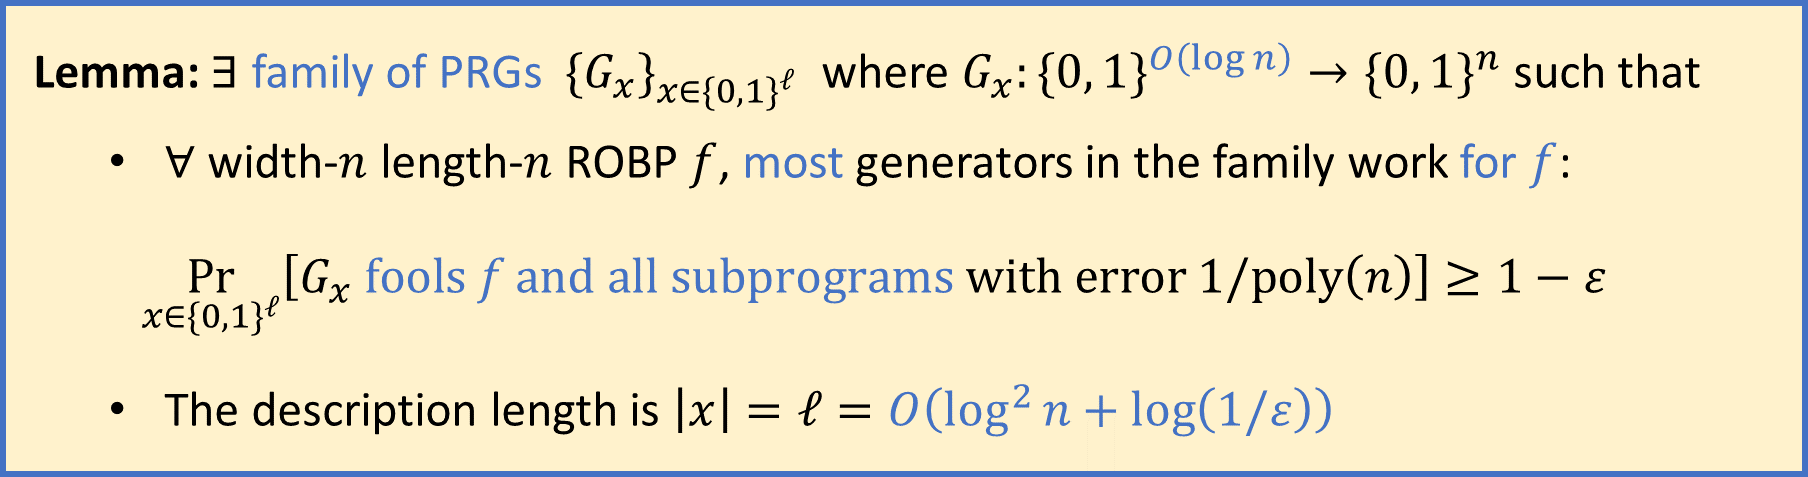 Lemma: ∃ family of PRGs {G_x}_{x∈{0,1}^ℓ} where G_x: {0, 1}^{O(log n)} → {0, 1}^n such that
• ∀ width-n length-n ROBP f, most generators in the family work for f:
Pr_{x∈{0,1}^ℓ} [G_x fools f and all subprograms with error 1/poly(n)] ≥ 1 − ε
• The description length is |x| = ℓ = O(log² n + log(1/ε))